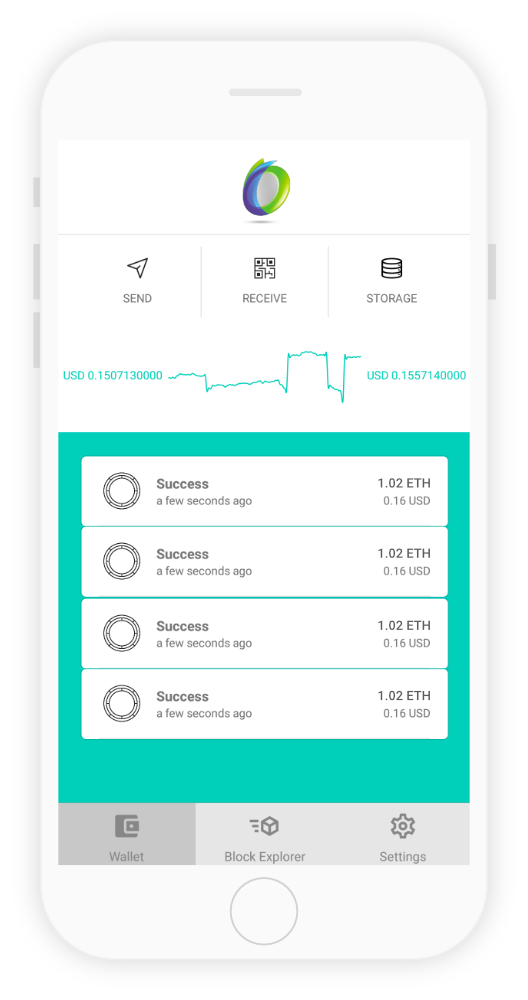 SEND
RECEIVE
STORAGE
USD 0.1507130000
USD 0.1557140000
Success
1.02 ETH
a few seconds ago
0.16 USD
Success
1.02 ETH
a few seconds ago
0.16 USD
Success
1.02 ETH
a few seconds ago
0.16 USD
Success
1.02 ETH
a few seconds ago
0.16 USD
Wallet
Block Explorer
Settings